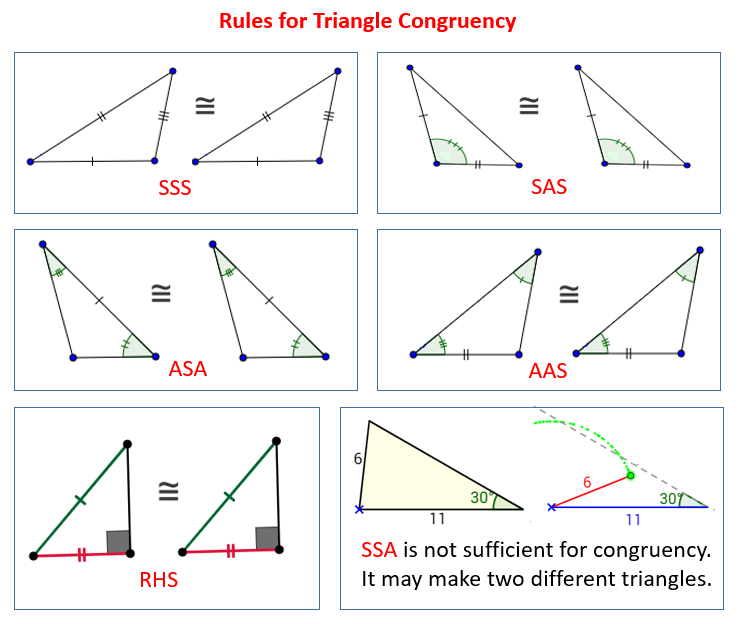 Rules for Triangle Congruency
≅
SSS
≅
SAS
≅
ASA
≅
AAS
≅
RHS
6
30°
11
6
30°
11
SSA is not sufficient for congruency.
It may make two different triangles.